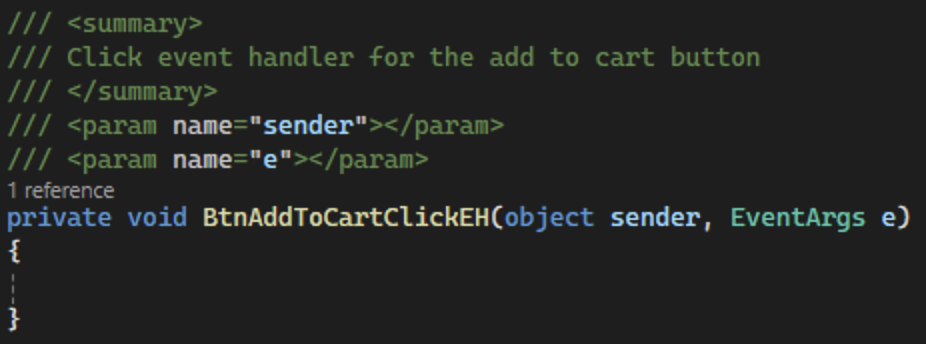 /// <summary>
/// Click event handler for the add to cart button
/// </summary>
/// <param name="sender"></param>
/// <param name="e"></param>
1 reference
private void BtnAddToCartClickEH(object sender, EventArgs e)
{
}